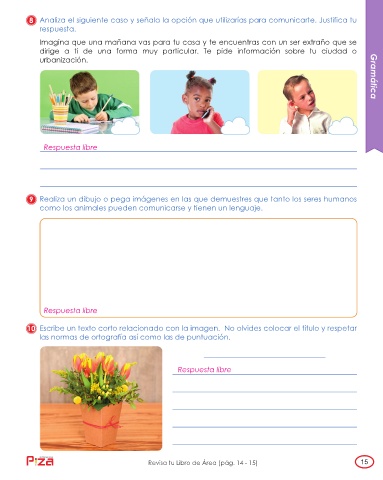 8 Analiza el siguiente caso y señala la opción que utilizarías para comunicarte. Justifica tu
respuesta.
Imagina que una mañana vas para tu casa y te encuentras con un ser extraño que se
dirige a ti de una forma muy particular. Te pide información sobre tu ciudad o
urbanización.
Gramática
Respuesta libre
9 Realiza un dibujo o pega imágenes en las que demuestres que tanto los seres humanos
como los animales pueden comunicarse y tienen un lenguaje.
Respuesta libre
10 Escribe un texto corto relacionado con la imagen. No olvides colocar el título y respetar
las normas de ortografía así como las de puntuación.
Respuesta libre
Revisa tu Libro de Área (pág. 14 - 15)
15